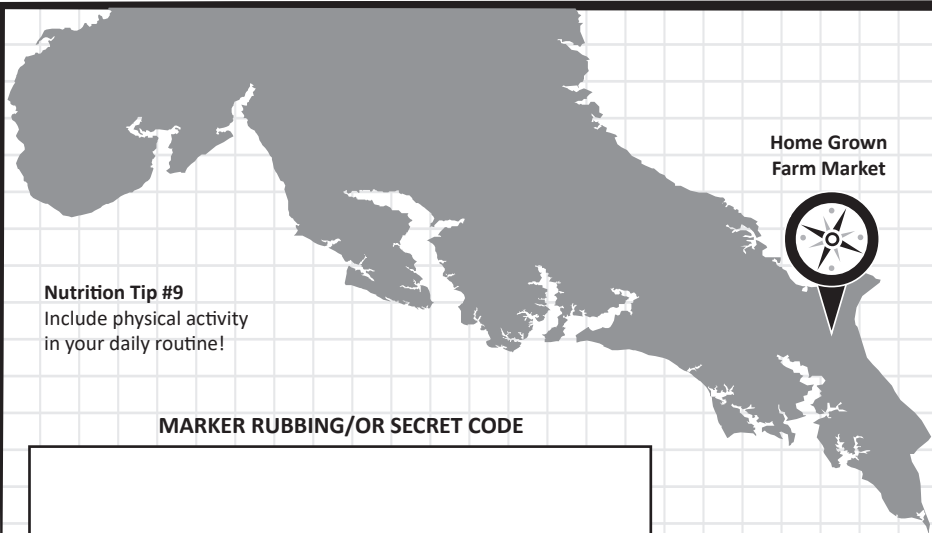 Home Grown
Farm Market
Nutrition Tip #9
Include physical activity
in your daily routine!
MARKER RUBBING/OR SECRET CODE